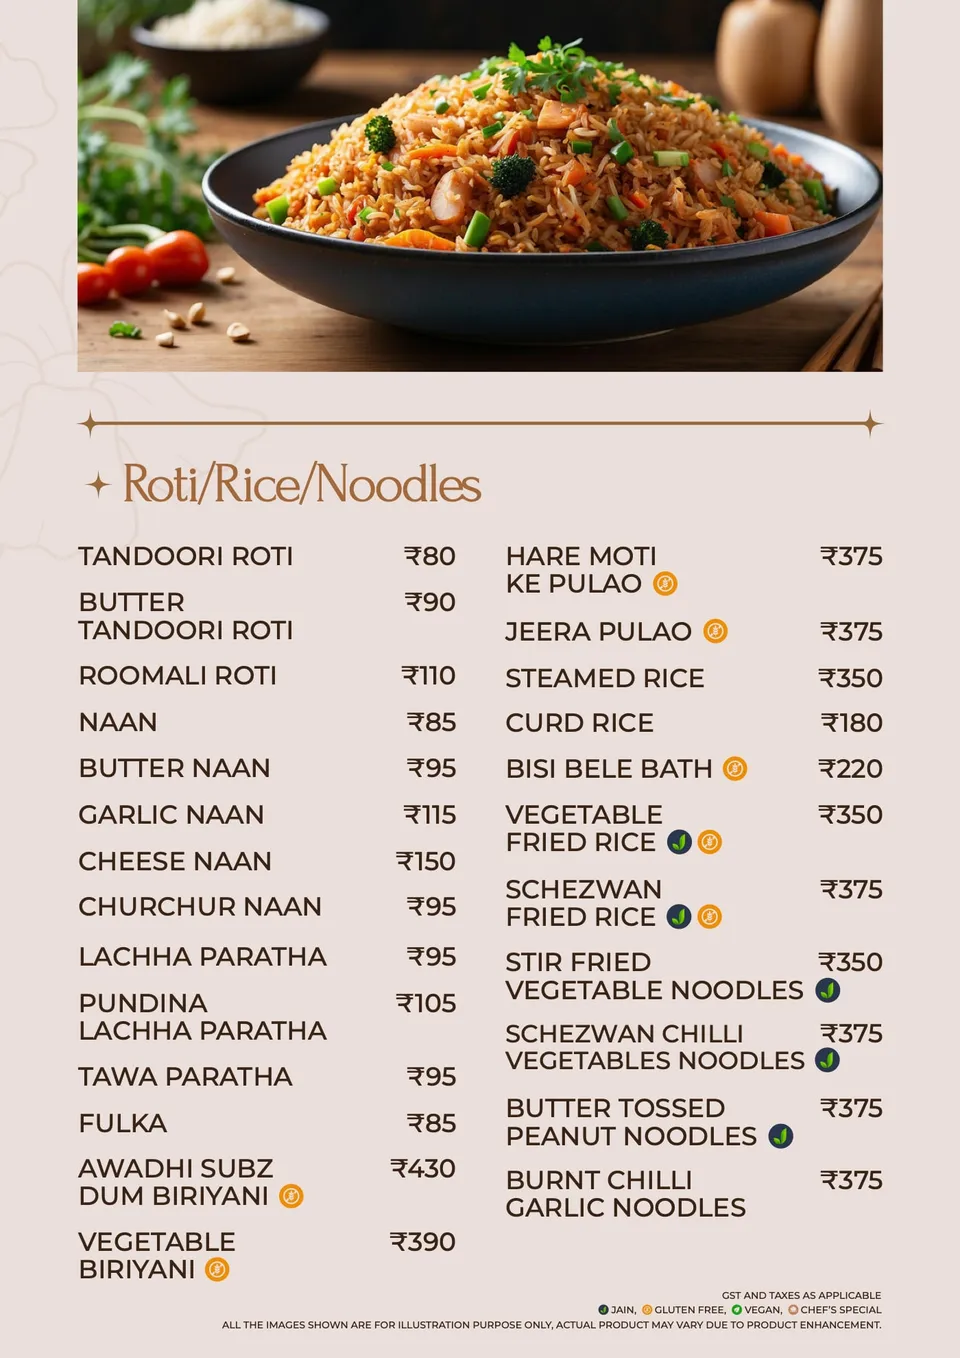 Roti/Rice/Noodles
TANDOORI ROTI ₹80
BUTTER ₹90
TANDOORI ROTI
ROOMALI ROTI ₹110
NAAN ₹85
BUTTER NAAN ₹95
GARLIC NAAN ₹115
CHEESE NAAN ₹150
CHURCHUR NAAN ₹95
LACHHA PARATHA ₹95
PUNDINA ₹105
LACHHA PARATHA
TAWA PARATHA ₹95
FULKA ₹85
AWADHI SUBZ ₹430
DUM BIRIYANI
VEGETABLE ₹390
BIRIYANI
HARE MOTI ₹375
KE PULAO
JEERA PULAO ₹375
STEAMED RICE ₹350
CURD RICE ₹180
BISI BELE BATH ₹220
VEGETABLE ₹350
FRIED RICE
SCHEZWAN ₹375
FRIED RICE
STIR FRIED ₹350
VEGETABLE NOODLES
SCHEZWAN CHILLI ₹375
VEGETABLES NOODLES
BUTTER TOSSED ₹375
PEANUT NOODLES
BURNT CHILLI ₹375
GARLIC NOODLES
GST AND TAXES AS APPLICABLE
JAIN, GLUTEN FREE, VEGAN, CHEF'S SPECIAL
ALL THE IMAGES SHOWN ARE FOR ILLUSTRATION PURPOSE ONLY, ACTUAL PRODUCT MAY VARY DUE TO PRODUCT ENHANCEMENT.